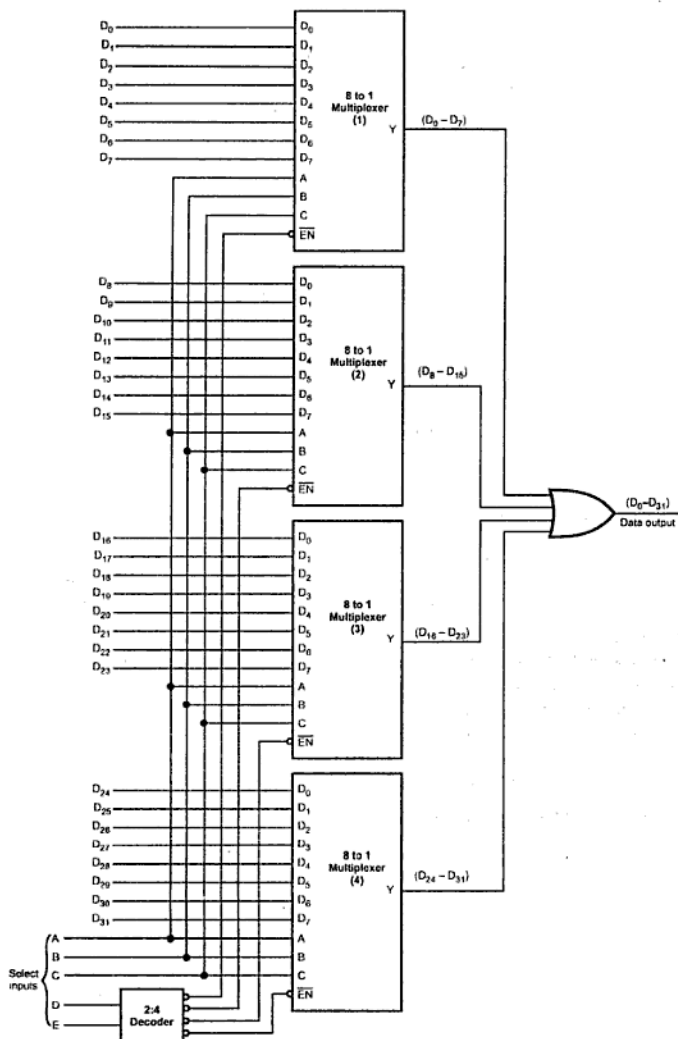 D₀ D₀
D₁ D₁
D₂ D₂
D₃ D₃
D₄ D₄
D₅ D₅
D₆ D₆
D₇ D₇
A
B
C
EN
8 to 1
Multiplexer
(1)
Y
(D₀ – D₇)
D₈ D₀
D₉ D₁
D₁₀ D₂
D₁₁ D₃
D₁₂ D₄
D₁₃ D₅
D₁₄ D₆
D₁₅ D₇
A
B
C
EN
8 to 1
Multiplexer
(2)
Y
(D₈ – D₁₅)
(D₀–D₃₁)
Data output
D₁₆ D₀
D₁₇ D₁
D₁₈ D₂
D₁₉ D₃
D₂₀ D₄
D₂₁ D₅
D₂₂ D₆
D₂₃ D₇
A
B
C
EN
8 to 1
Multiplexer
(3)
Y
(D₁₆ – D₂₃)
D₂₄ D₀
D₂₅ D₁
D₂₆ D₂
D₂₇ D₃
D₂₈ D₄
D₂₉ D₅
D₃₀ D₆
D₃₁ D₇
A A
B B
C C
EN
8 to 1
Multiplexer
(4)
Y
(D₂₄ – D₃₁)
Select
inputs
D
E
2:4
Decoder